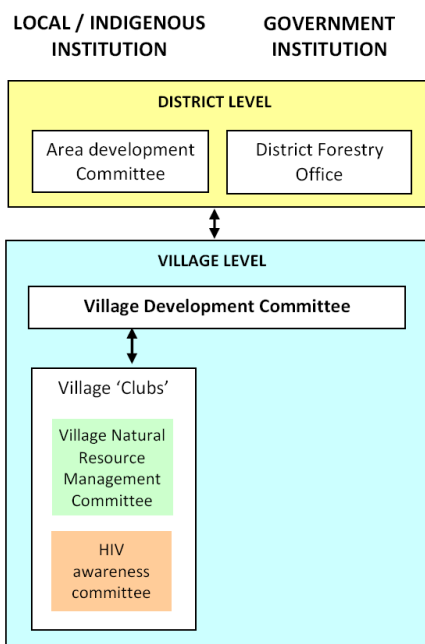 LOCAL / INDIGENOUS
INSTITUTION
GOVERNMENT
INSTITUTION
DISTRICT LEVEL
Area development
Committee
District Forestry
Office
VILLAGE LEVEL
Village Development Committee
Village ‘Clubs’
Village Natural
Resource
Management
Committee
HIV
awareness
committee